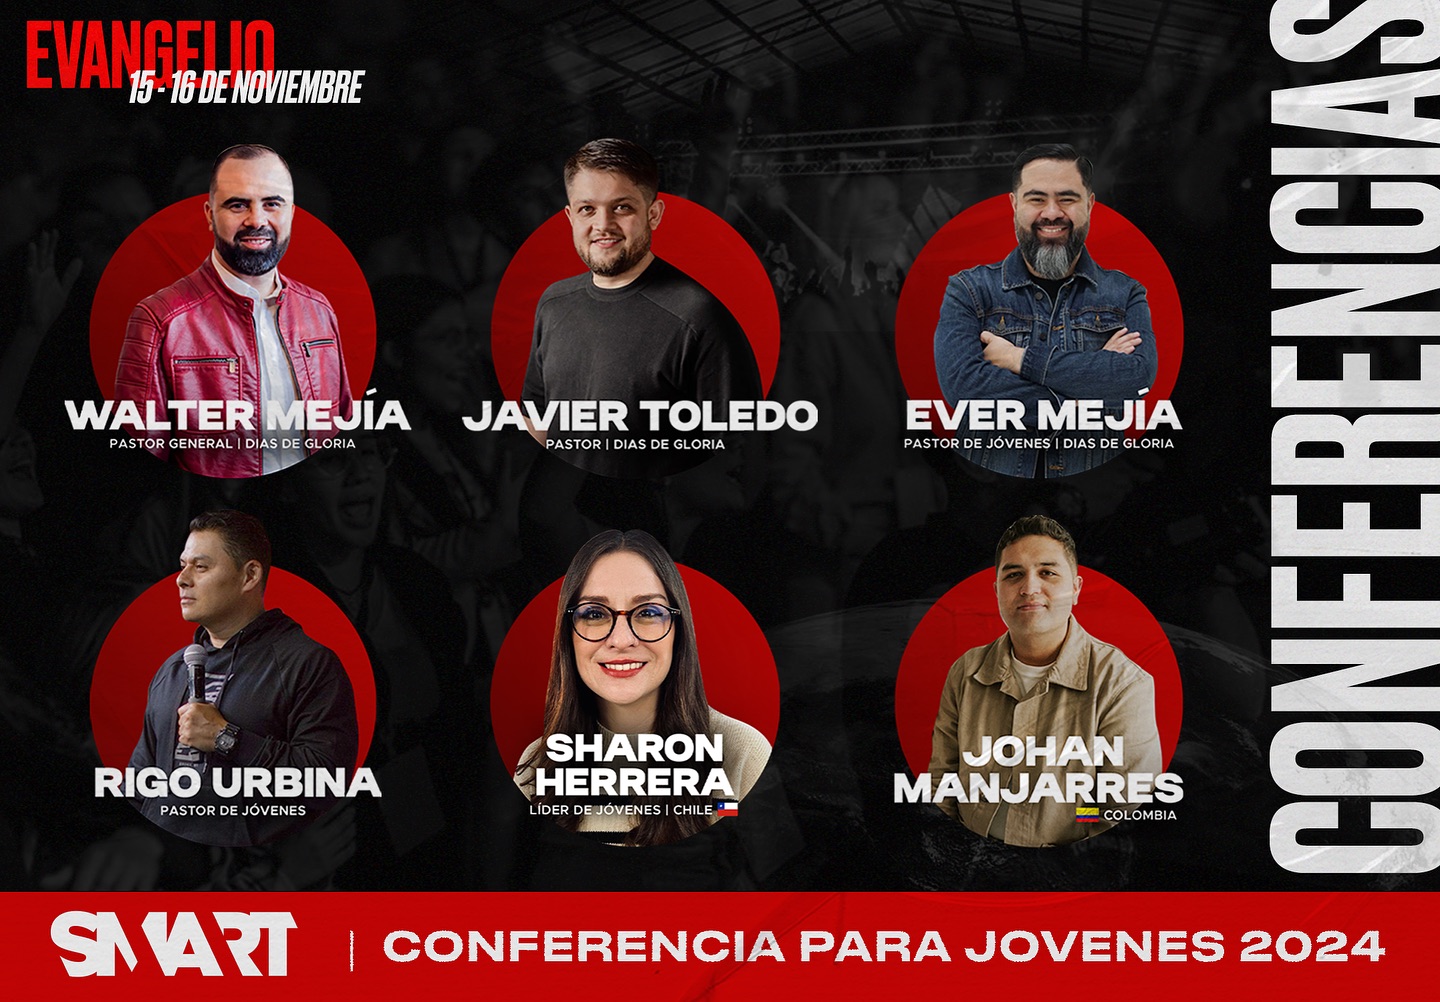 EVANGELIO
15 - 16 DE NOVIEMBRE
WALTER MEJÍA
PASTOR GENERAL | DIAS DE GLORIA
JAVIER TOLEDO
PASTOR | DIAS DE GLORIA
EVER MEJÍA
PASTOR DE JÓVENES | DIAS DE GLORIA
RIGO URBINA
PASTOR DE JÓVENES
SHARON
HERRERA
LÍDER DE JÓVENES | CHILE
JOHAN
MANJARRES
COLOMBIA
CONFERENCIAS
SMART | CONFERENCIA PARA JOVENES 2024